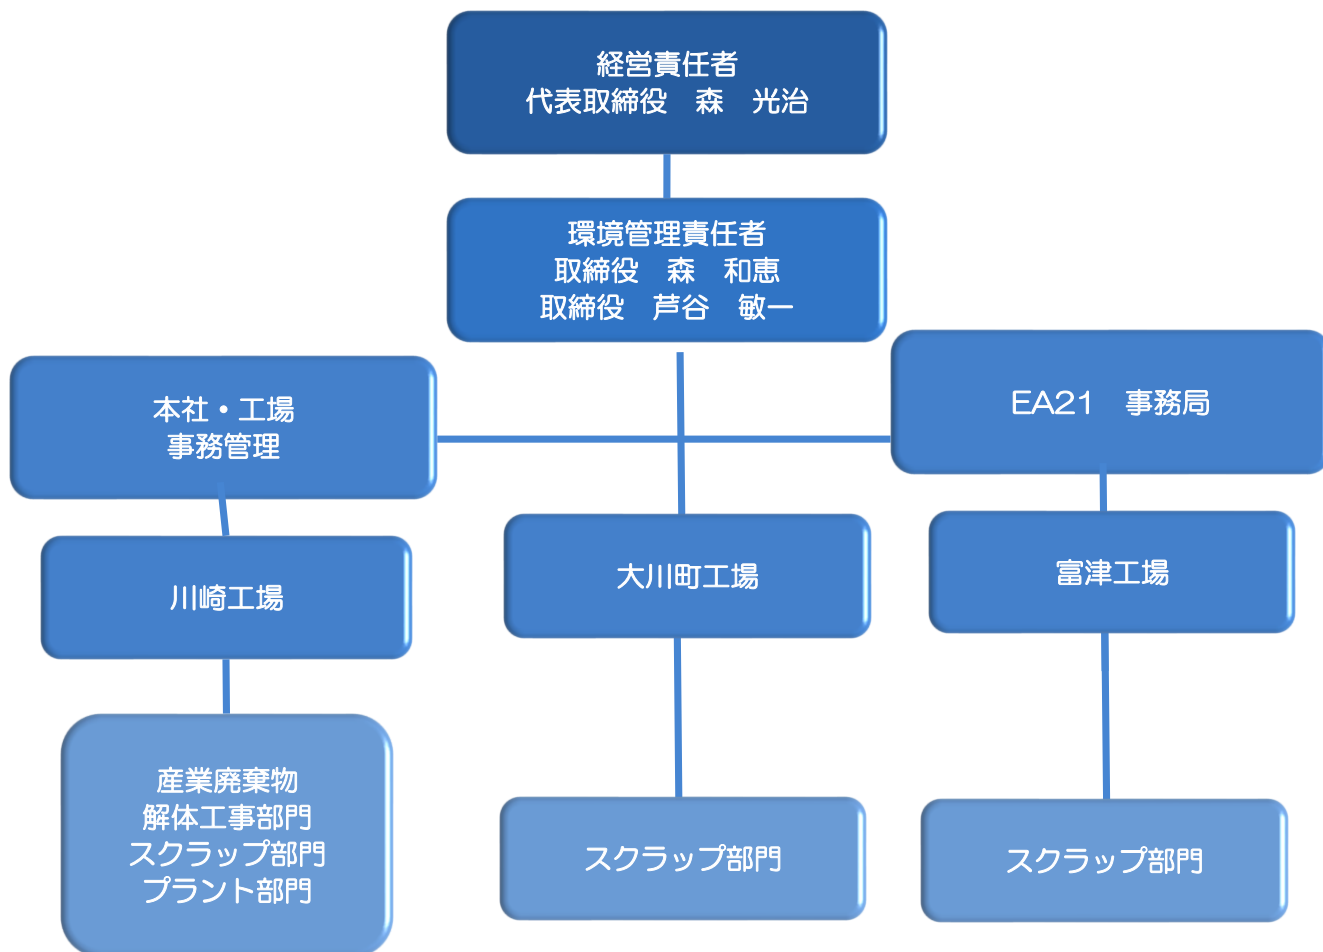 経営責任者
代表取締役　森　光治
環境管理責任者
取締役　森　和恵
取締役　芦谷　敏一
本社・工場
事務管理
EA21　事務局
川崎工場
大川町工場
富津工場
産業廃棄物
解体工事部門
スクラップ部門
プラント部門
スクラップ部門
スクラップ部門